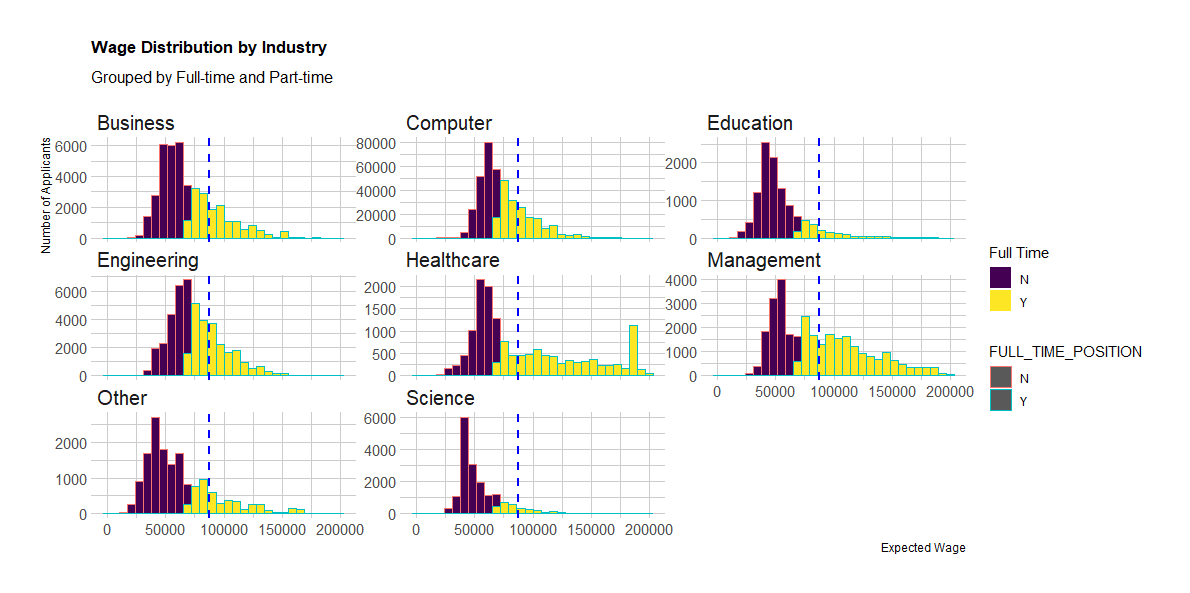 Wage Distribution by Industry
Grouped by Full-time and Part-time
Number of Applicants
Business
6000
4000
2000
0
Computer
80000
60000
40000
20000
0
Education
2000
1000
0
Engineering
6000
4000
2000
0
Healthcare
2000
1500
1000
500
0
Management
4000
3000
2000
1000
0
0 50000 100000 150000 200000
Other
2000
1000
0
0 50000 100000 150000 200000
Science
6000
4000
2000
0
0 50000 100000 150000 200000
Expected Wage
Full Time
N
Y
FULL_TIME_POSITION
N
Y